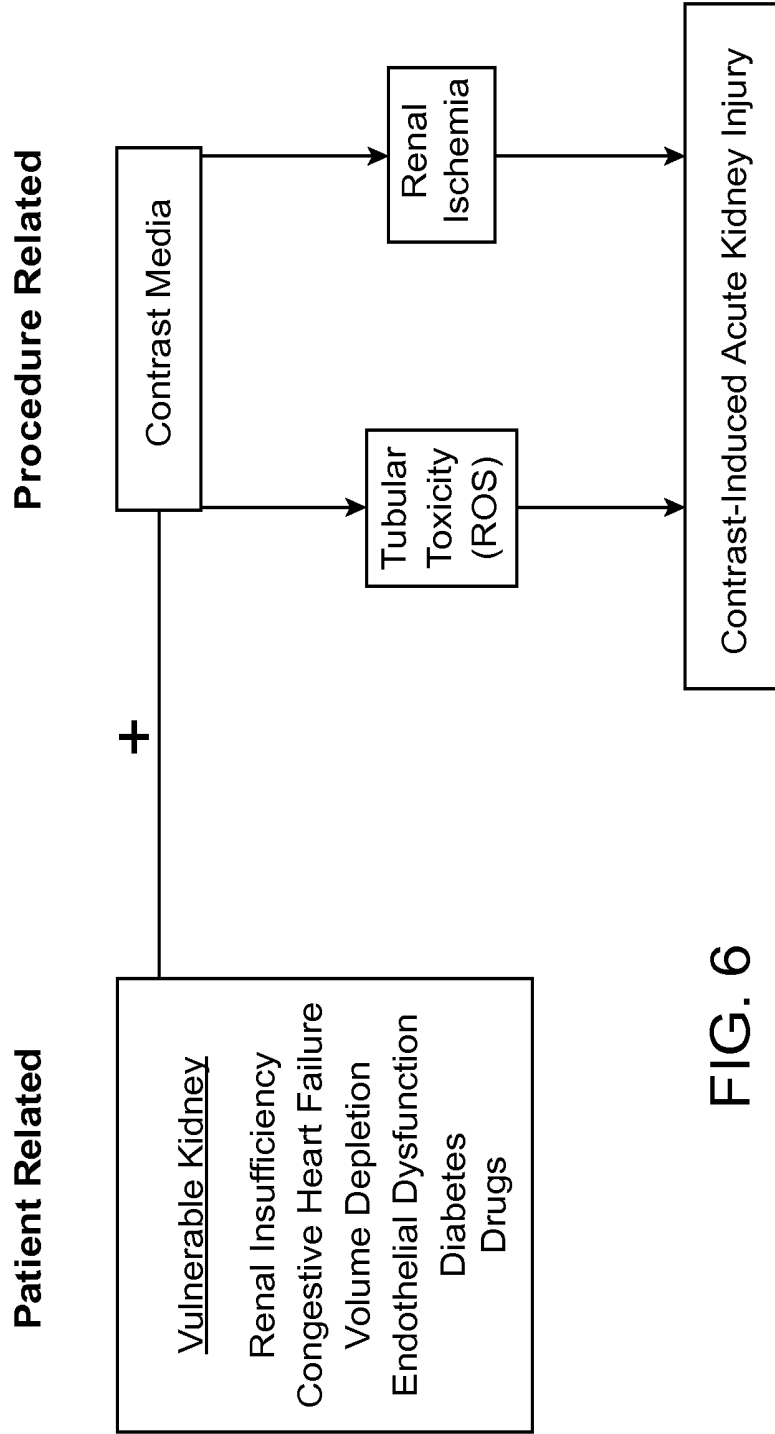 Patient Related
Vulnerable Kidney
Renal Insufficiency
Congestive Heart Failure
Volume Depletion
Endothelial Dysfunction
Diabetes
Drugs
+
Procedure Related
Contrast Media
Tubular
Toxicity
(ROS)
Renal
Ischemia
Contrast-Induced Acute Kidney Injury
FIG. 6